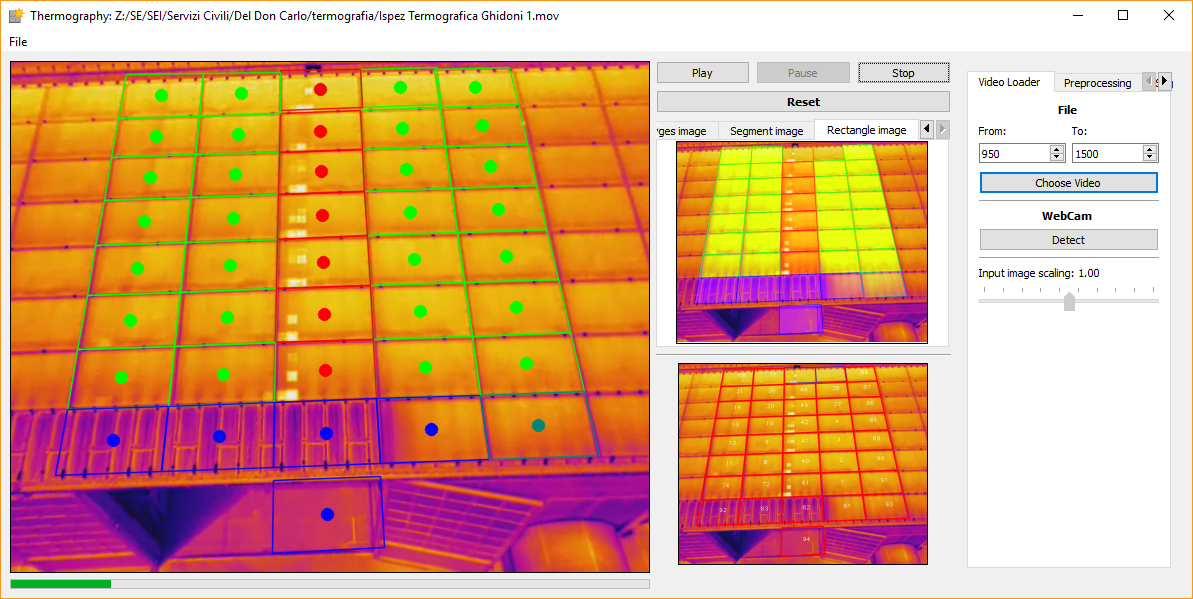 Thermography: Z:/SE/SEI/Servizi Civili/Del Don Carlo/termografia/Ispez Termografica Ghidoni 1.mov
File
Play Pause Stop
Reset
ges image Segment image Rectangle image
Video Loader Preprocessing
File
From: To:
950 1500
Choose Video
WebCam
Detect
Input image scaling: 1.00